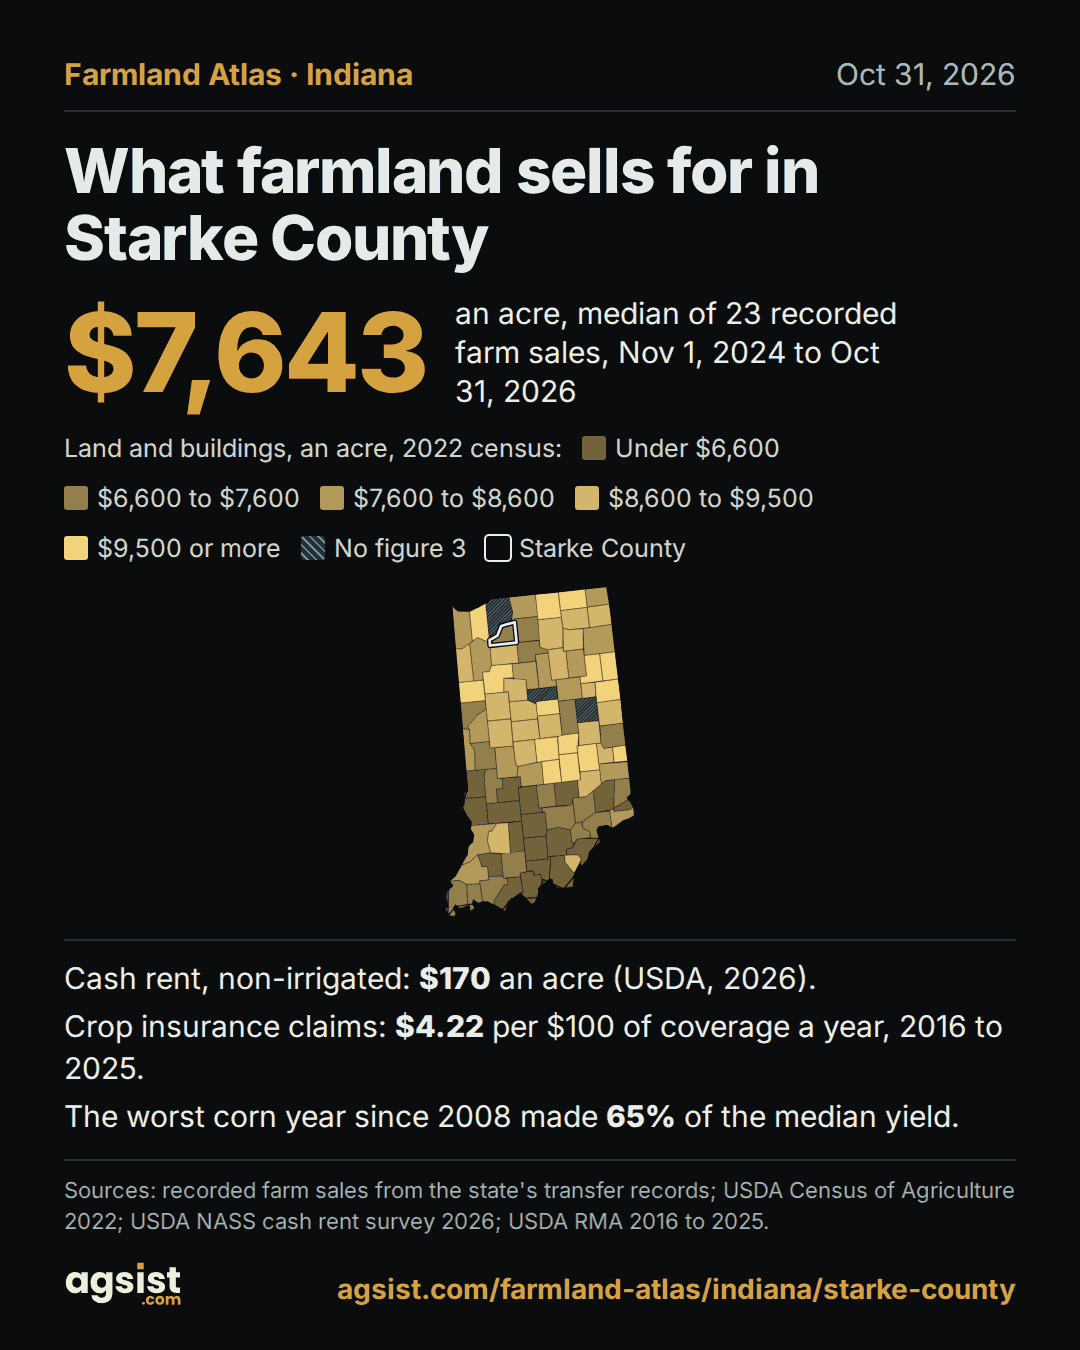 Farmland Atlas · Indiana
Oct 31, 2026
What farmland sells for in
Starke County
$7,643
an acre, median of 23 recorded
farm sales, Nov 1, 2024 to Oct
31, 2026
Land and buildings, an acre, 2022 census: Under $6,600
$6,600 to $7,600 $7,600 to $8,600 $8,600 to $9,500
$9,500 or more No figure 3 Starke County
Cash rent, non-irrigated: $170 an acre (USDA, 2026).
Crop insurance claims: $4.22 per $100 of coverage a year, 2016 to
2025.
The worst corn year since 2008 made 65% of the median yield.
Sources: recorded farm sales from the state's transfer records; USDA Census of Agriculture
2022; USDA NASS cash rent survey 2026; USDA RMA 2016 to 2025.
agsist
.com
agsist.com/farmland-atlas/indiana/starke-county